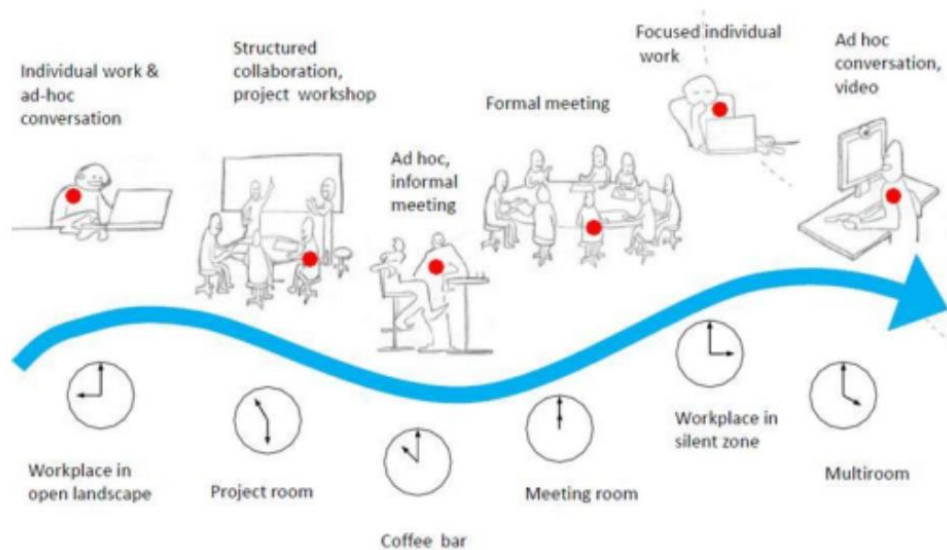 Individual work &
ad-hoc
conversation
Structured
collaboration,
project workshop
Ad hoc,
informal
meeting
Formal meeting
Focused individual
work
Ad hoc
conversation,
video
Workplace in
open landscape
Project room
Coffee bar
Meeting room
Workplace in
silent zone
Multiroom